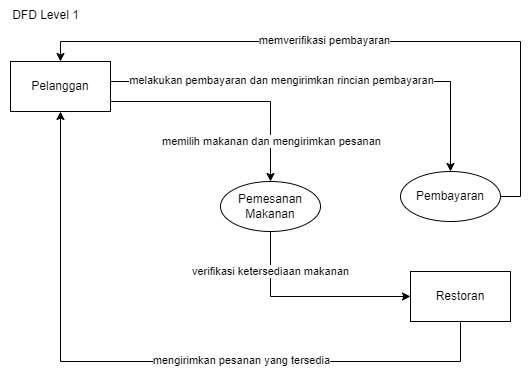 DFD Level 1
memverifikasi pembayaran
Pelanggan
melakukan pembayaran dan mengirimkan rincian pembayaran
memilih makanan dan mengirimkan pesanan
Pemesanan
Makanan
Pembayaran
verifikasi ketersediaan makanan
Restoran
mengirimkan pesanan yang tersedia